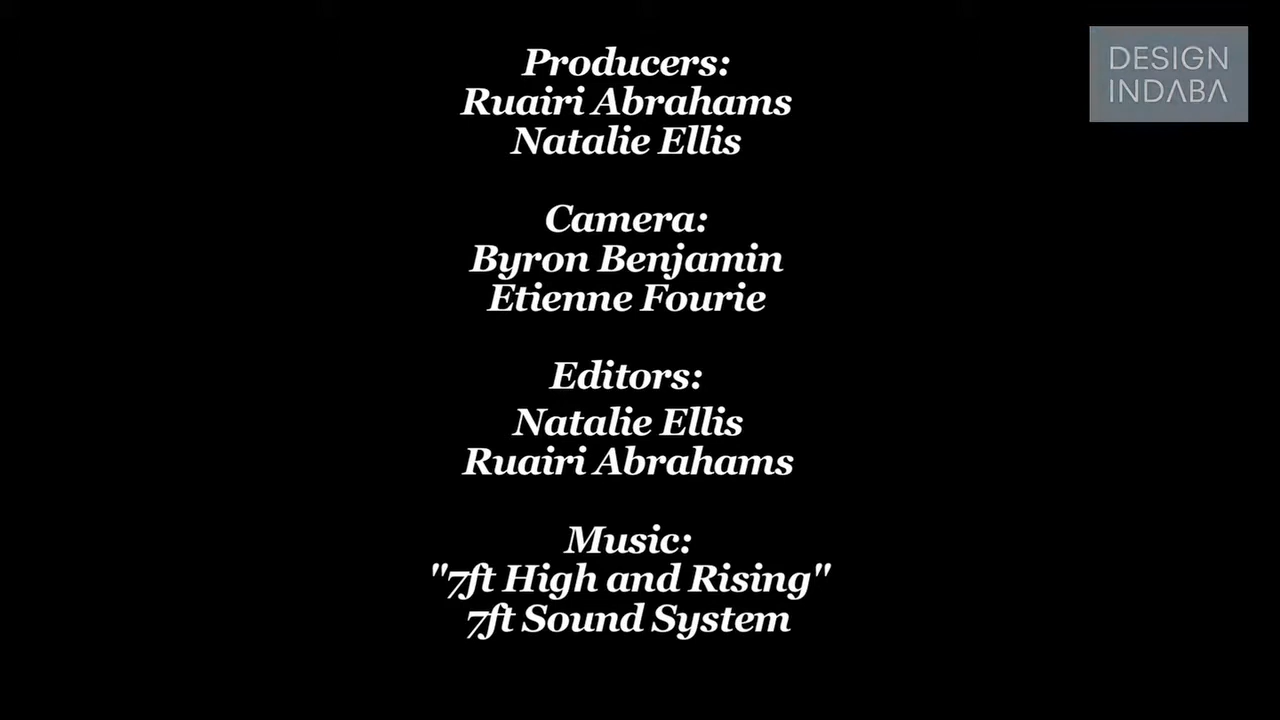 Producers:
Ruairi Abrahams
Natalie Ellis
Camera:
Byron Benjamin
Etienne Fourie
Editors:
Natalie Ellis
Ruairi Abrahams
Music:
"7ft High and Rising"
7ft Sound System
DESIGN
INDABA